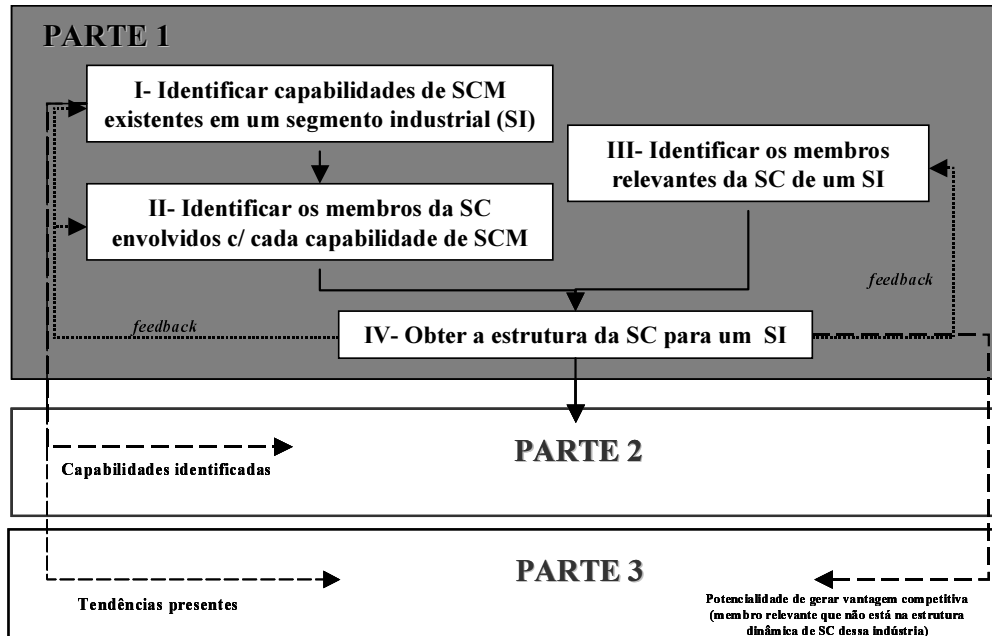 PARTE 1
I- Identificar capabilidades de SCM
existentes em um segmento industrial (SI)
III- Identificar os membros
relevantes da SC de um SI
II- Identificar os membros da SC
envolvidos c/ cada capabilidade de SCM
feedback
feedback
IV- Obter a estrutura da SC para um SI
PARTE 2
Capabilidades identificadas
PARTE 3
Tendências presentes
Potencialidade de gerar vantagem competitiva
(membro relevante que não está na estrutura
dinâmica de SC dessa indústria)